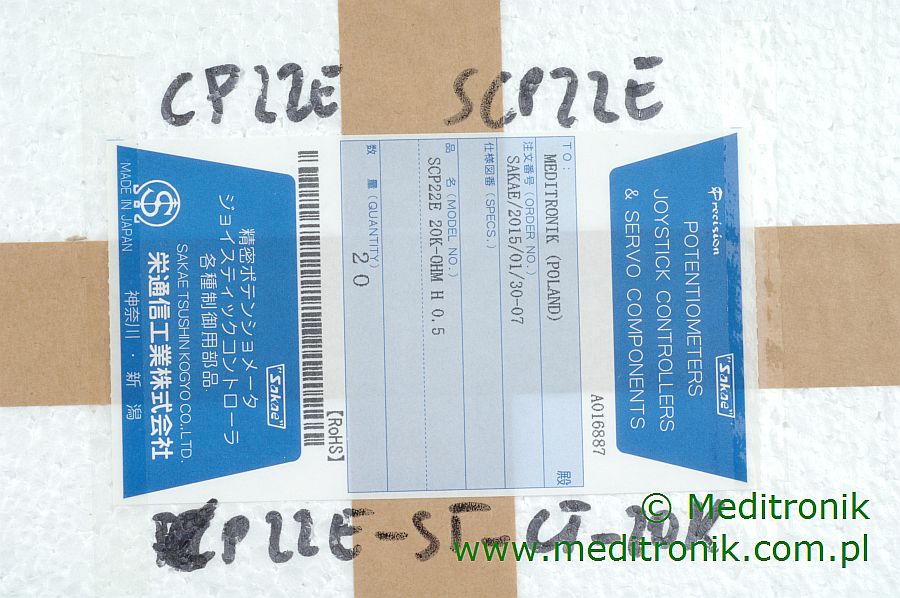 CP22E SCP22E
Precision
POTENTIOMETERS
JOYSTICK CONTROLLERS
& SERVO COMPONENTS
"Sakae"
A016887
TO:
MEDITRONIK (POLAND) 殿
注文番号 (ORDER NO.)
SAKAE/2015/01/30-07
仕様図番 (SPECS.)
品 名 (MODEL NO.)
SCP22E 20K-OHM H 0.5
数 量 (QUANTITY)
20
【RoHS】
"Sakae"
精密ポテンショメータ
ジョイスティックコントローラ
各種制御用部品
SAKAE TSUSHIN KOGYO CO., LTD.
栄通信工業株式会社
神奈川・新潟
MADE IN JAPAN
CP22E-ST-
© Meditronik
www.meditronik.com.pl